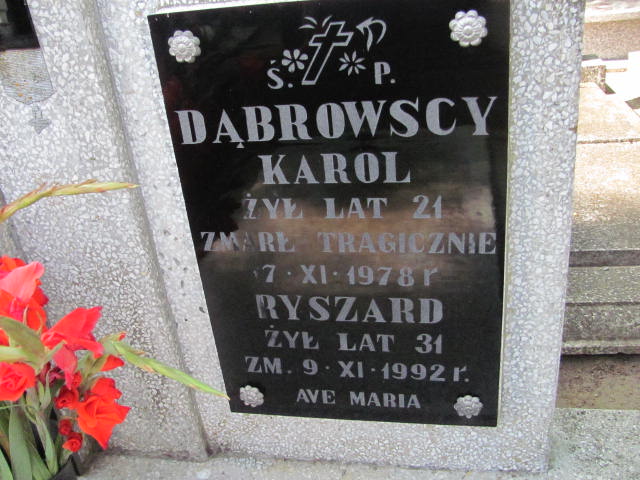 Ś. P.
DĄBROWSCY
KAROL
ŻYŁ LAT 21
ZMARŁ TRAGICZNIE
7 · XI · 1978 r
RYSZARD
ŻYŁ LAT 31
ZM. 9 · XI · 1992 r.
AVE MARIA